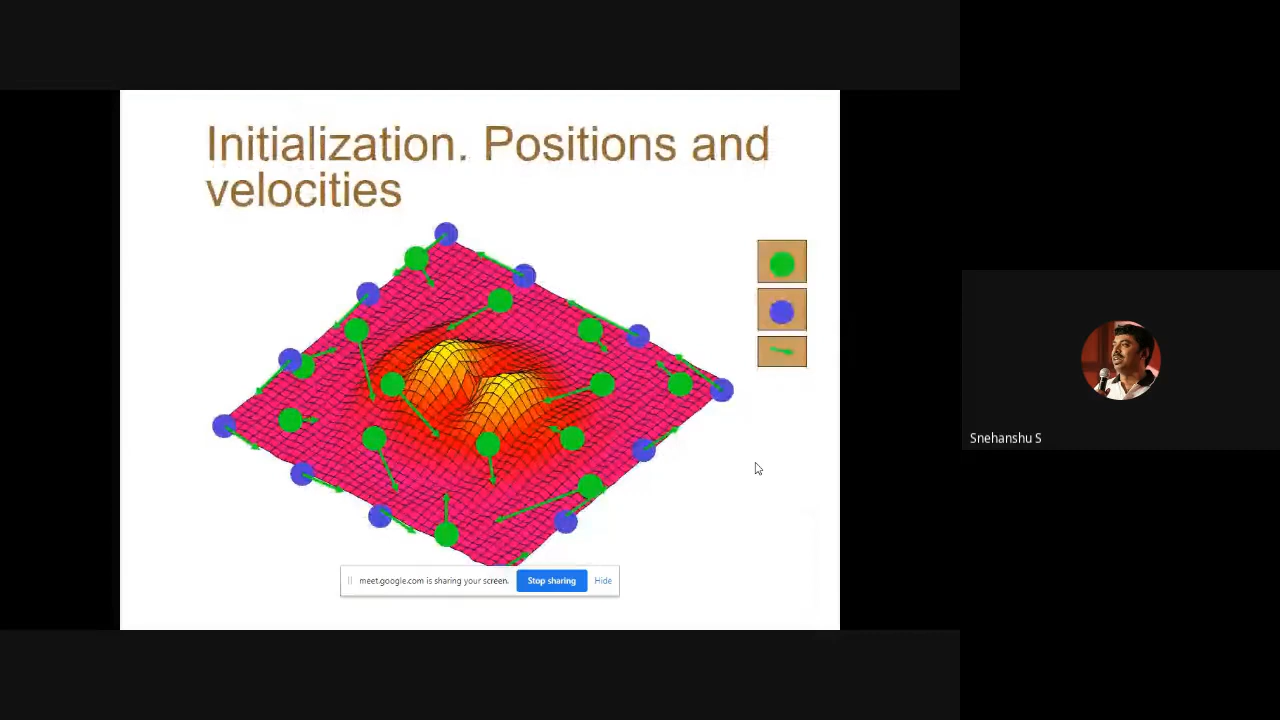 Initialization. Positions and
velocities
meet.google.com is sharing your screen.
Stop sharing
Hide
Snehanshu S